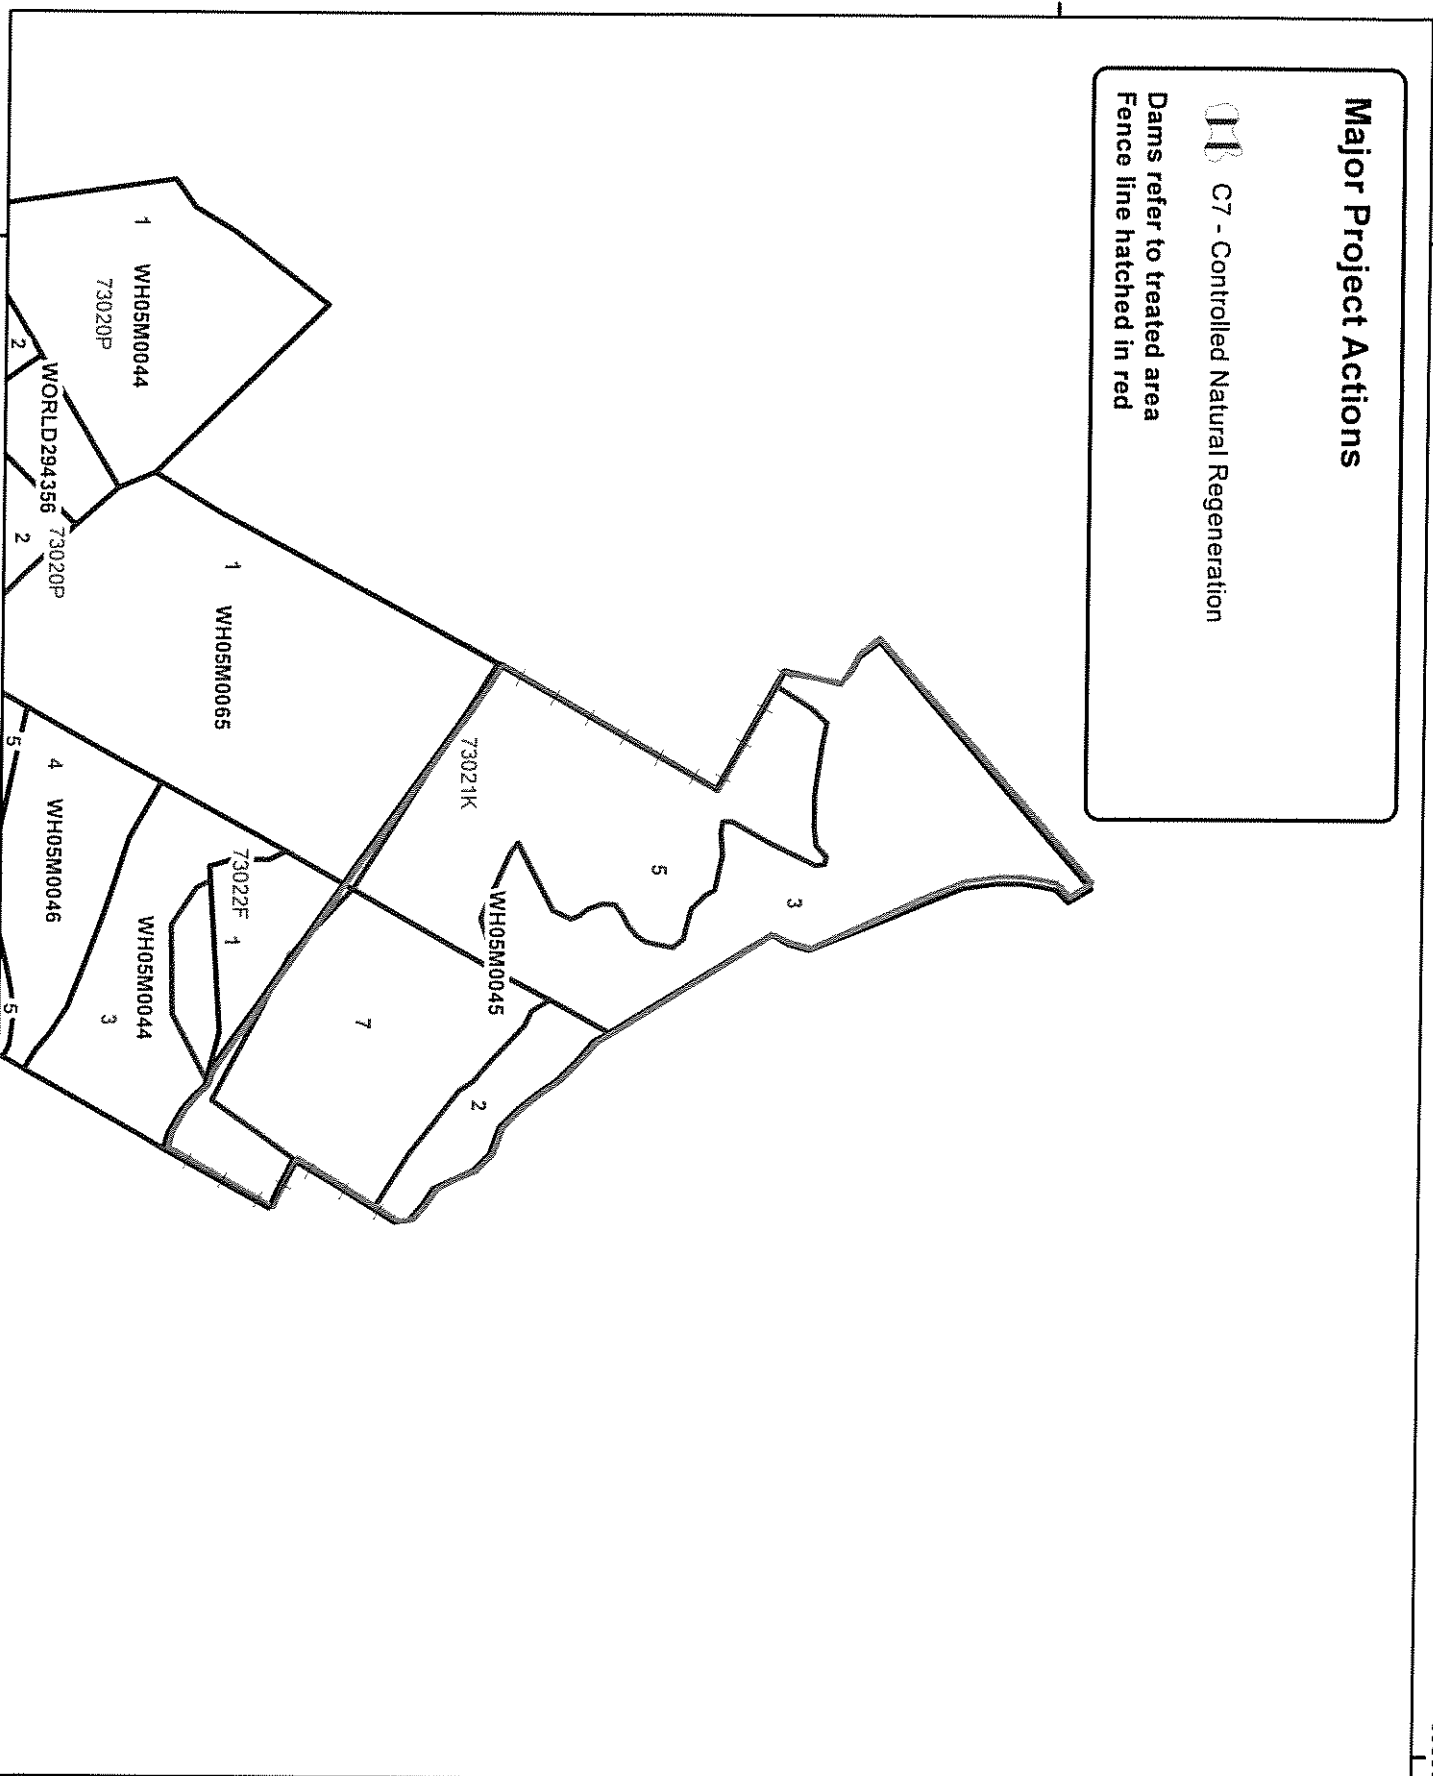 Major Project Actions
C7 - Controlled Natural Regeneration
Dams refer to treated area
Fence line hatched in red
3
5
WH05M0045
2
73021K
7
1 WH05M0065
73022F 1
1 WH05M0044
73020P
WH05M0044
3
4 WH05M0046
WORLD294356 73020P
2
2
5
5